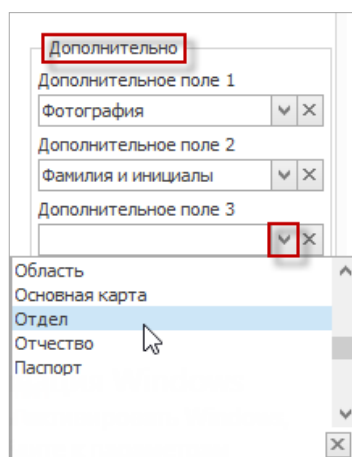 Дополнительно
Дополнительное поле 1
Фотография
Дополнительное поле 2
Фамилия и инициалы
Дополнительное поле 3
Область
Основная карта
Отдел
Отчество
Паспорт